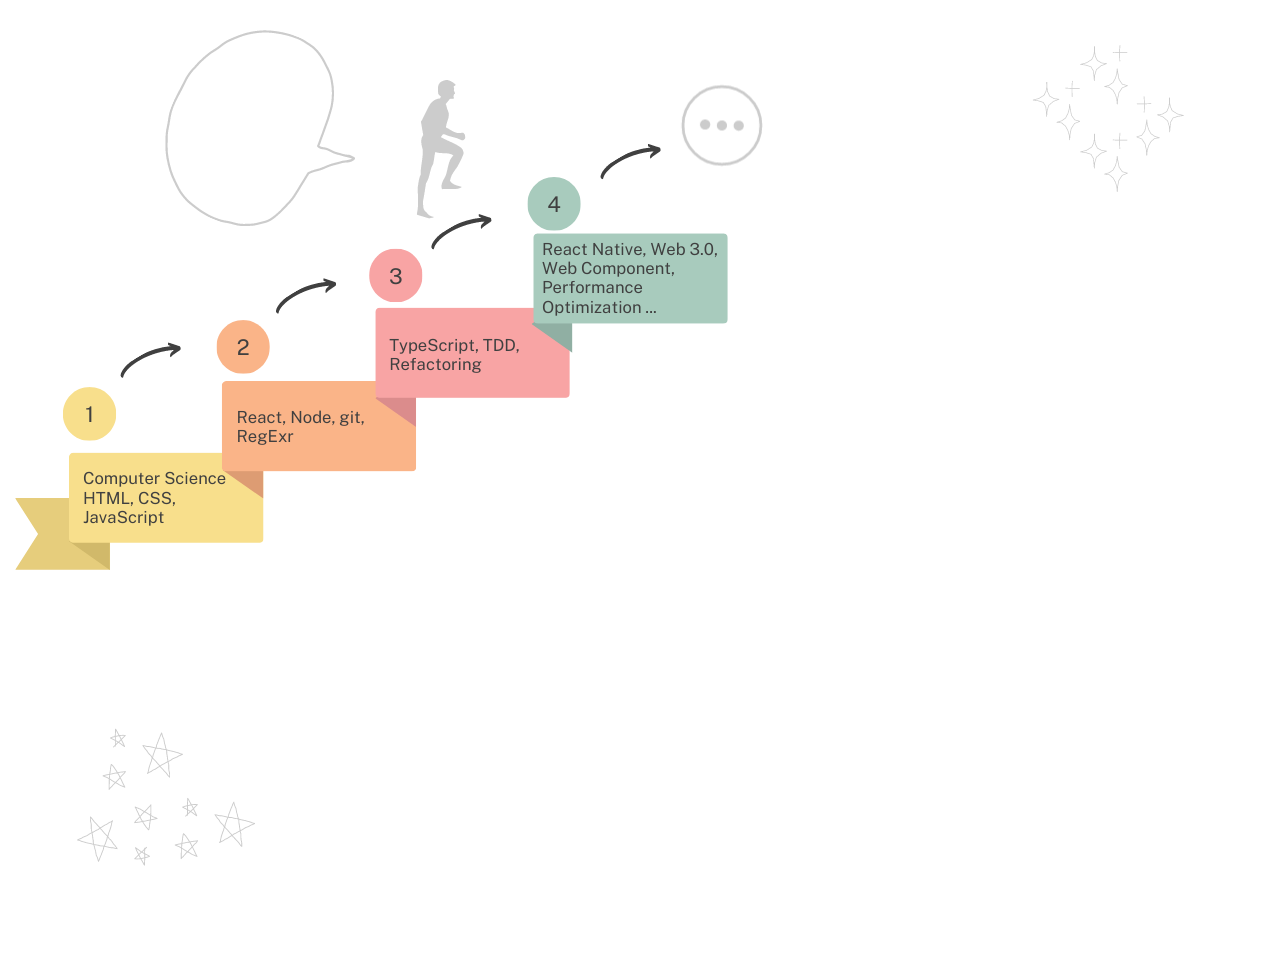 1
Computer Science
HTML, CSS,
JavaScript
2
React, Node, git,
RegExr
3
TypeScript, TDD,
Refactoring
4
React Native, Web 3.0,
Web Component,
Performance
Optimization ...